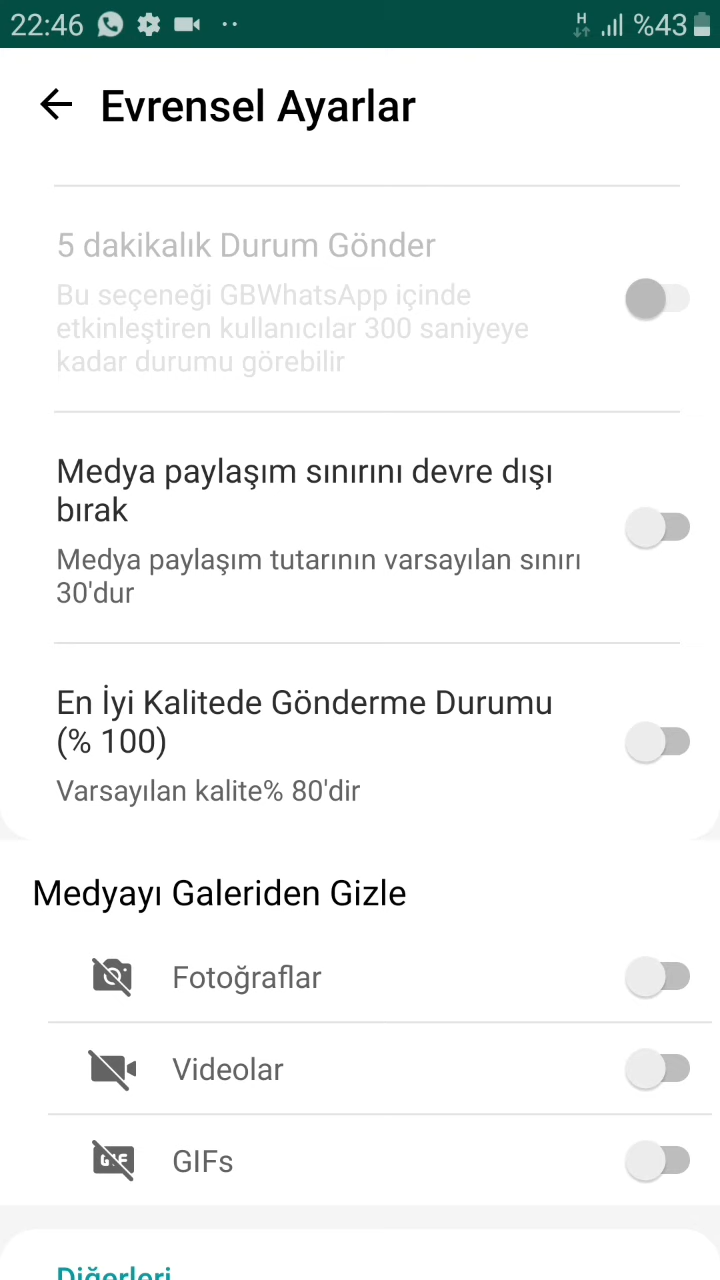 22:46 H %43
Evrensel Ayarlar
5 dakikalık Durum Gönder
Bu seçeneği GBWhatsApp içinde
etkinleştiren kullanıcılar 300 saniyeye
kadar durumu görebilir
Medya paylaşım sınırını devre dışı
bırak
Medya paylaşım tutarının varsayılan sınırı
30'dur
En İyi Kalitede Gönderme Durumu
(% 100)
Varsayılan kalite% 80'dir
Medyayı Galeriden Gizle
Fotoğraflar
Videolar
GIF GIFs
Diğerleri